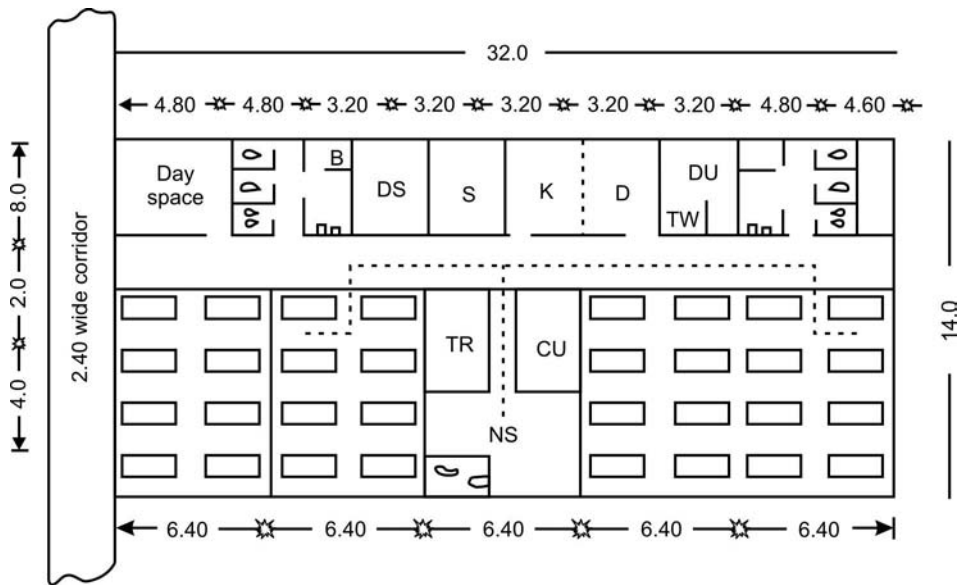 32.0
4.80 4.80 3.20 3.20 3.20 3.20 3.20 4.80 4.60
8.0
2.0
4.0
2.40 wide corridor
Day
space
B
DS
S
K
D
DU
TW
14.0
TR
CU
NS
6.40 6.40 6.40 6.40 6.40